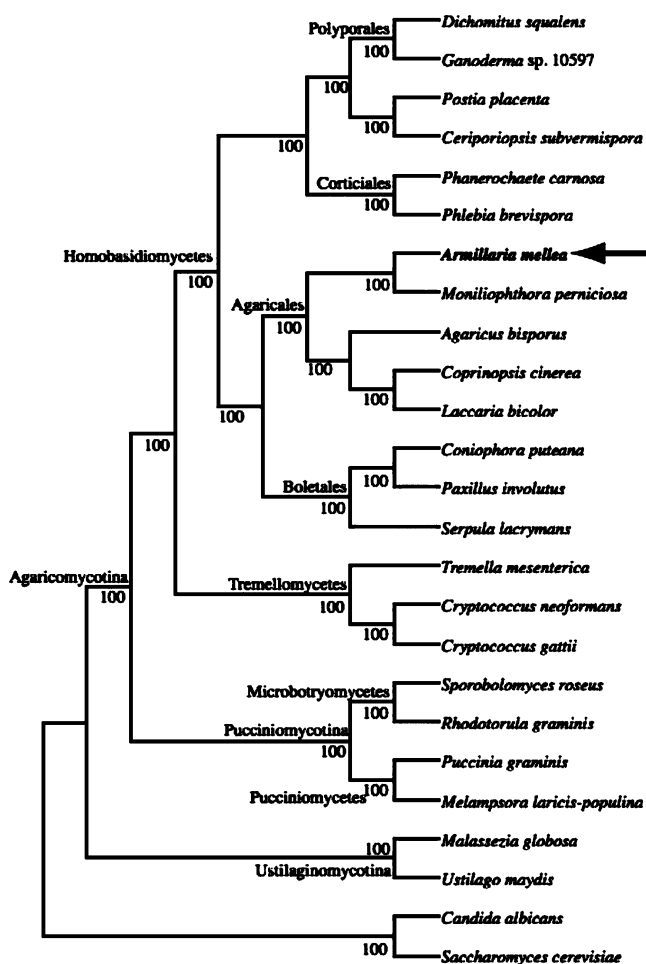 Polyporales
Dichomitus squalens
100
Ganoderma sp. 10597
100
Postia placenta
100
Ceriporiopsis subvermispora
100
Corticiales
Phanerochaete carnosa
100
Phlebia brevispora
Homobasidiomycetes
100
Armillaria mellea
100
Moniliophthora perniciosa
Agaricales
100
Agaricus bisporus
100
Coprinopsis cinerea
100
Laccaria bicolor
100
Coniophora puteana
100
100
Boletales
Paxillus involutus
100
Serpula lacrymans
Agaricomycotina
100
Tremellomycetes
Tremella mesenterica
100
Cryptococcus neoformans
100
Cryptococcus gattii
Microbotryomycetes
Sporobolomyces roseus
100
Rhodotorula graminis
Pucciniomycotina
100
Puccinia graminis
100
Pucciniomycetes
Melampsora laricis-populina
Malassezia globosa
100
Ustilaginomycotina
Ustilago maydis
Candida albicans
100
Saccharomyces cerevisiae